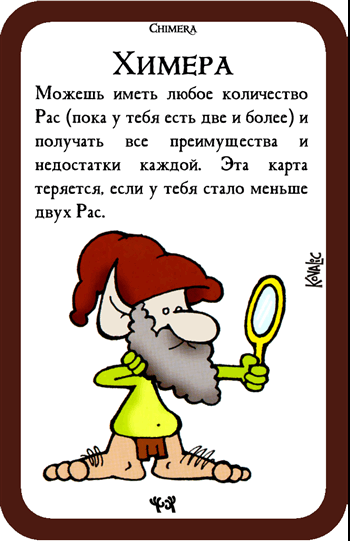 Chimera
Химера
Можешь иметь любое количество
Рас (пока у тебя есть две и более) и
получать все преимущества и
недостатки каждой. Эта карта
теряется, если у тебя стало меньше
двух Рас.
Kovalic